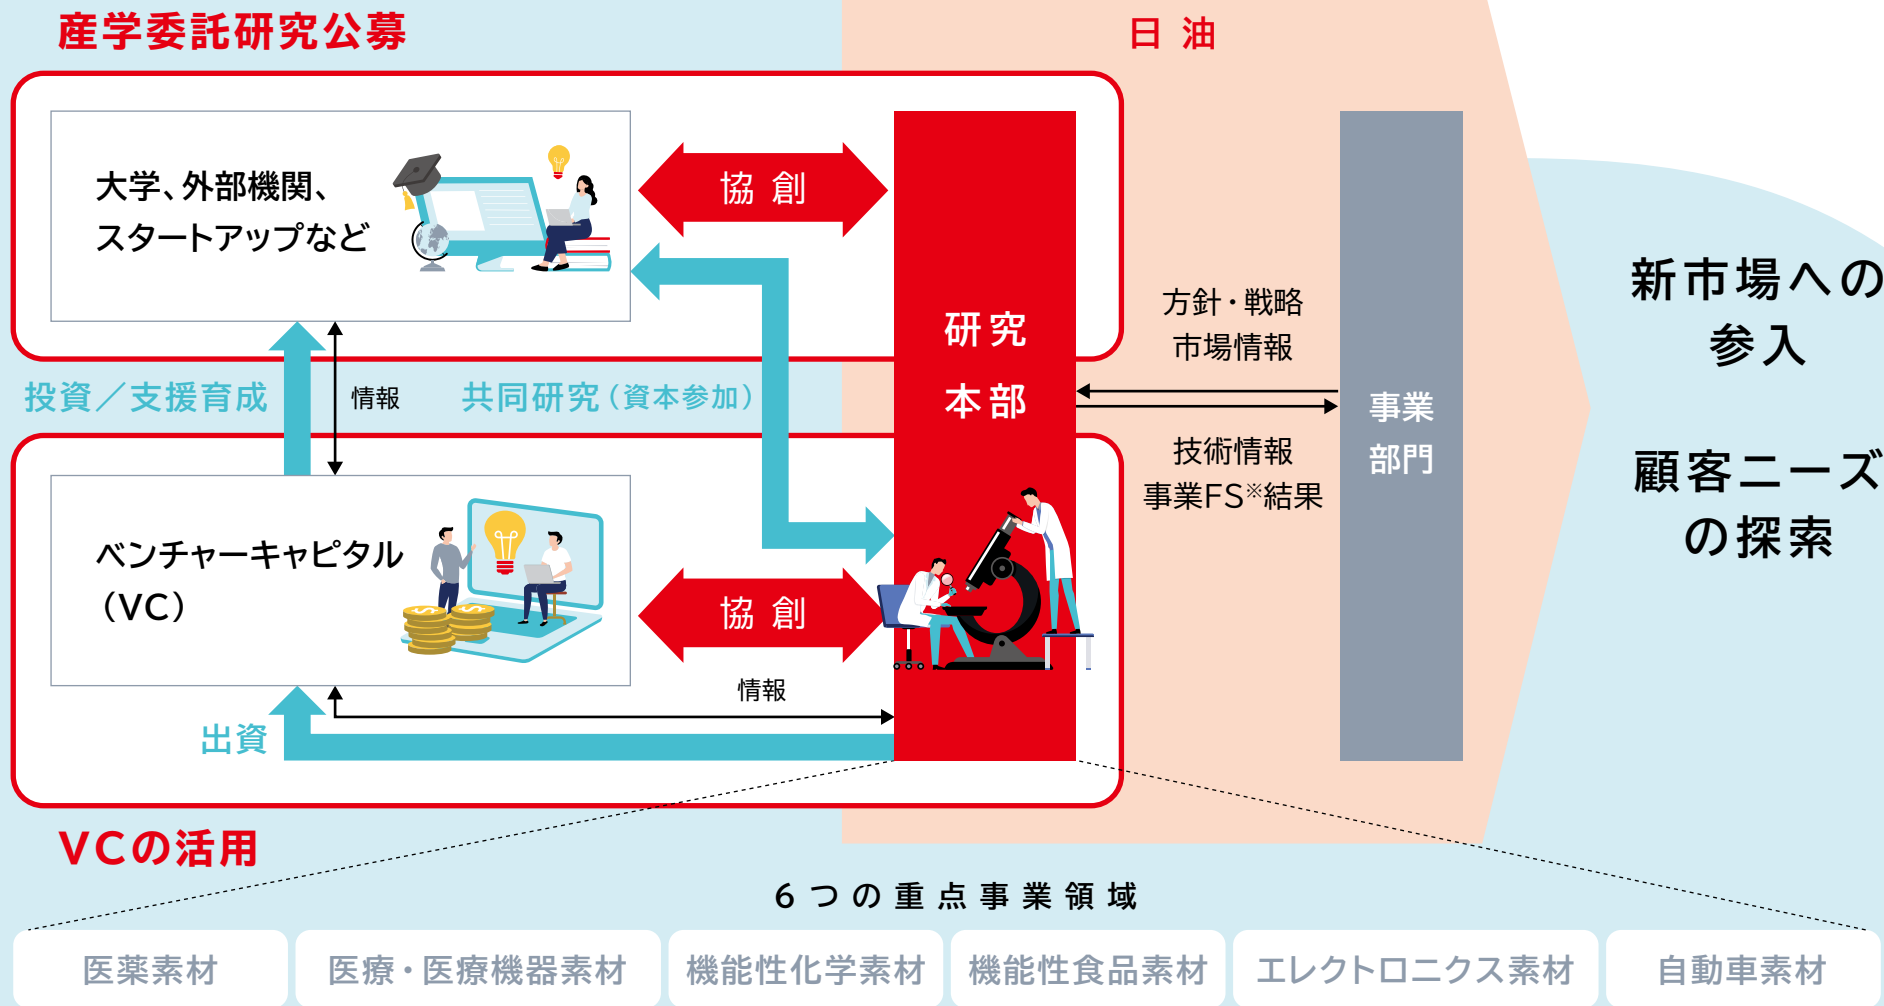 産学委託研究公募
日油
大学、外部機関、
スタートアップなど
協創
研究
本部
方針・戦略
市場情報
技術情報
事業FS※結果
事業
部門
新市場への
参入
顧客ニーズ
の探索
投資／支援育成
情報
共同研究（資本参加）
ベンチャーキャピタル
（VC）
協創
情報
出資
VCの活用
6つの重点事業領域
医薬素材
医療・医療機器素材
機能性化学素材
機能性食品素材
エレクトロニクス素材
自動車素材